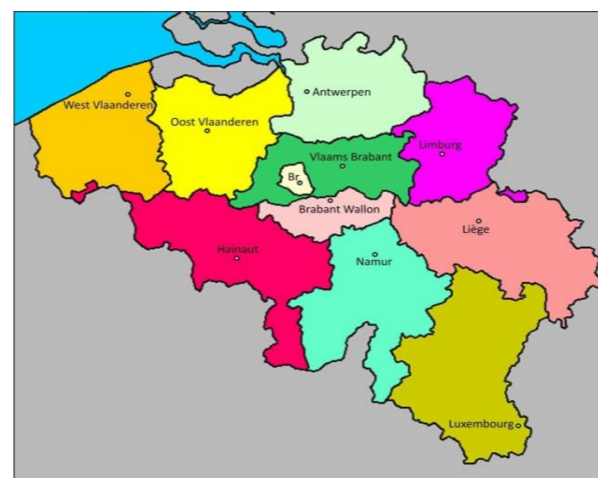 West Vlaanderen
Oost Vlaanderen
Antwerpen
Limburg
Vlaams Brabant
Br
Brabant Wallon
Hainaut
Namur
Liège
Luxembourg